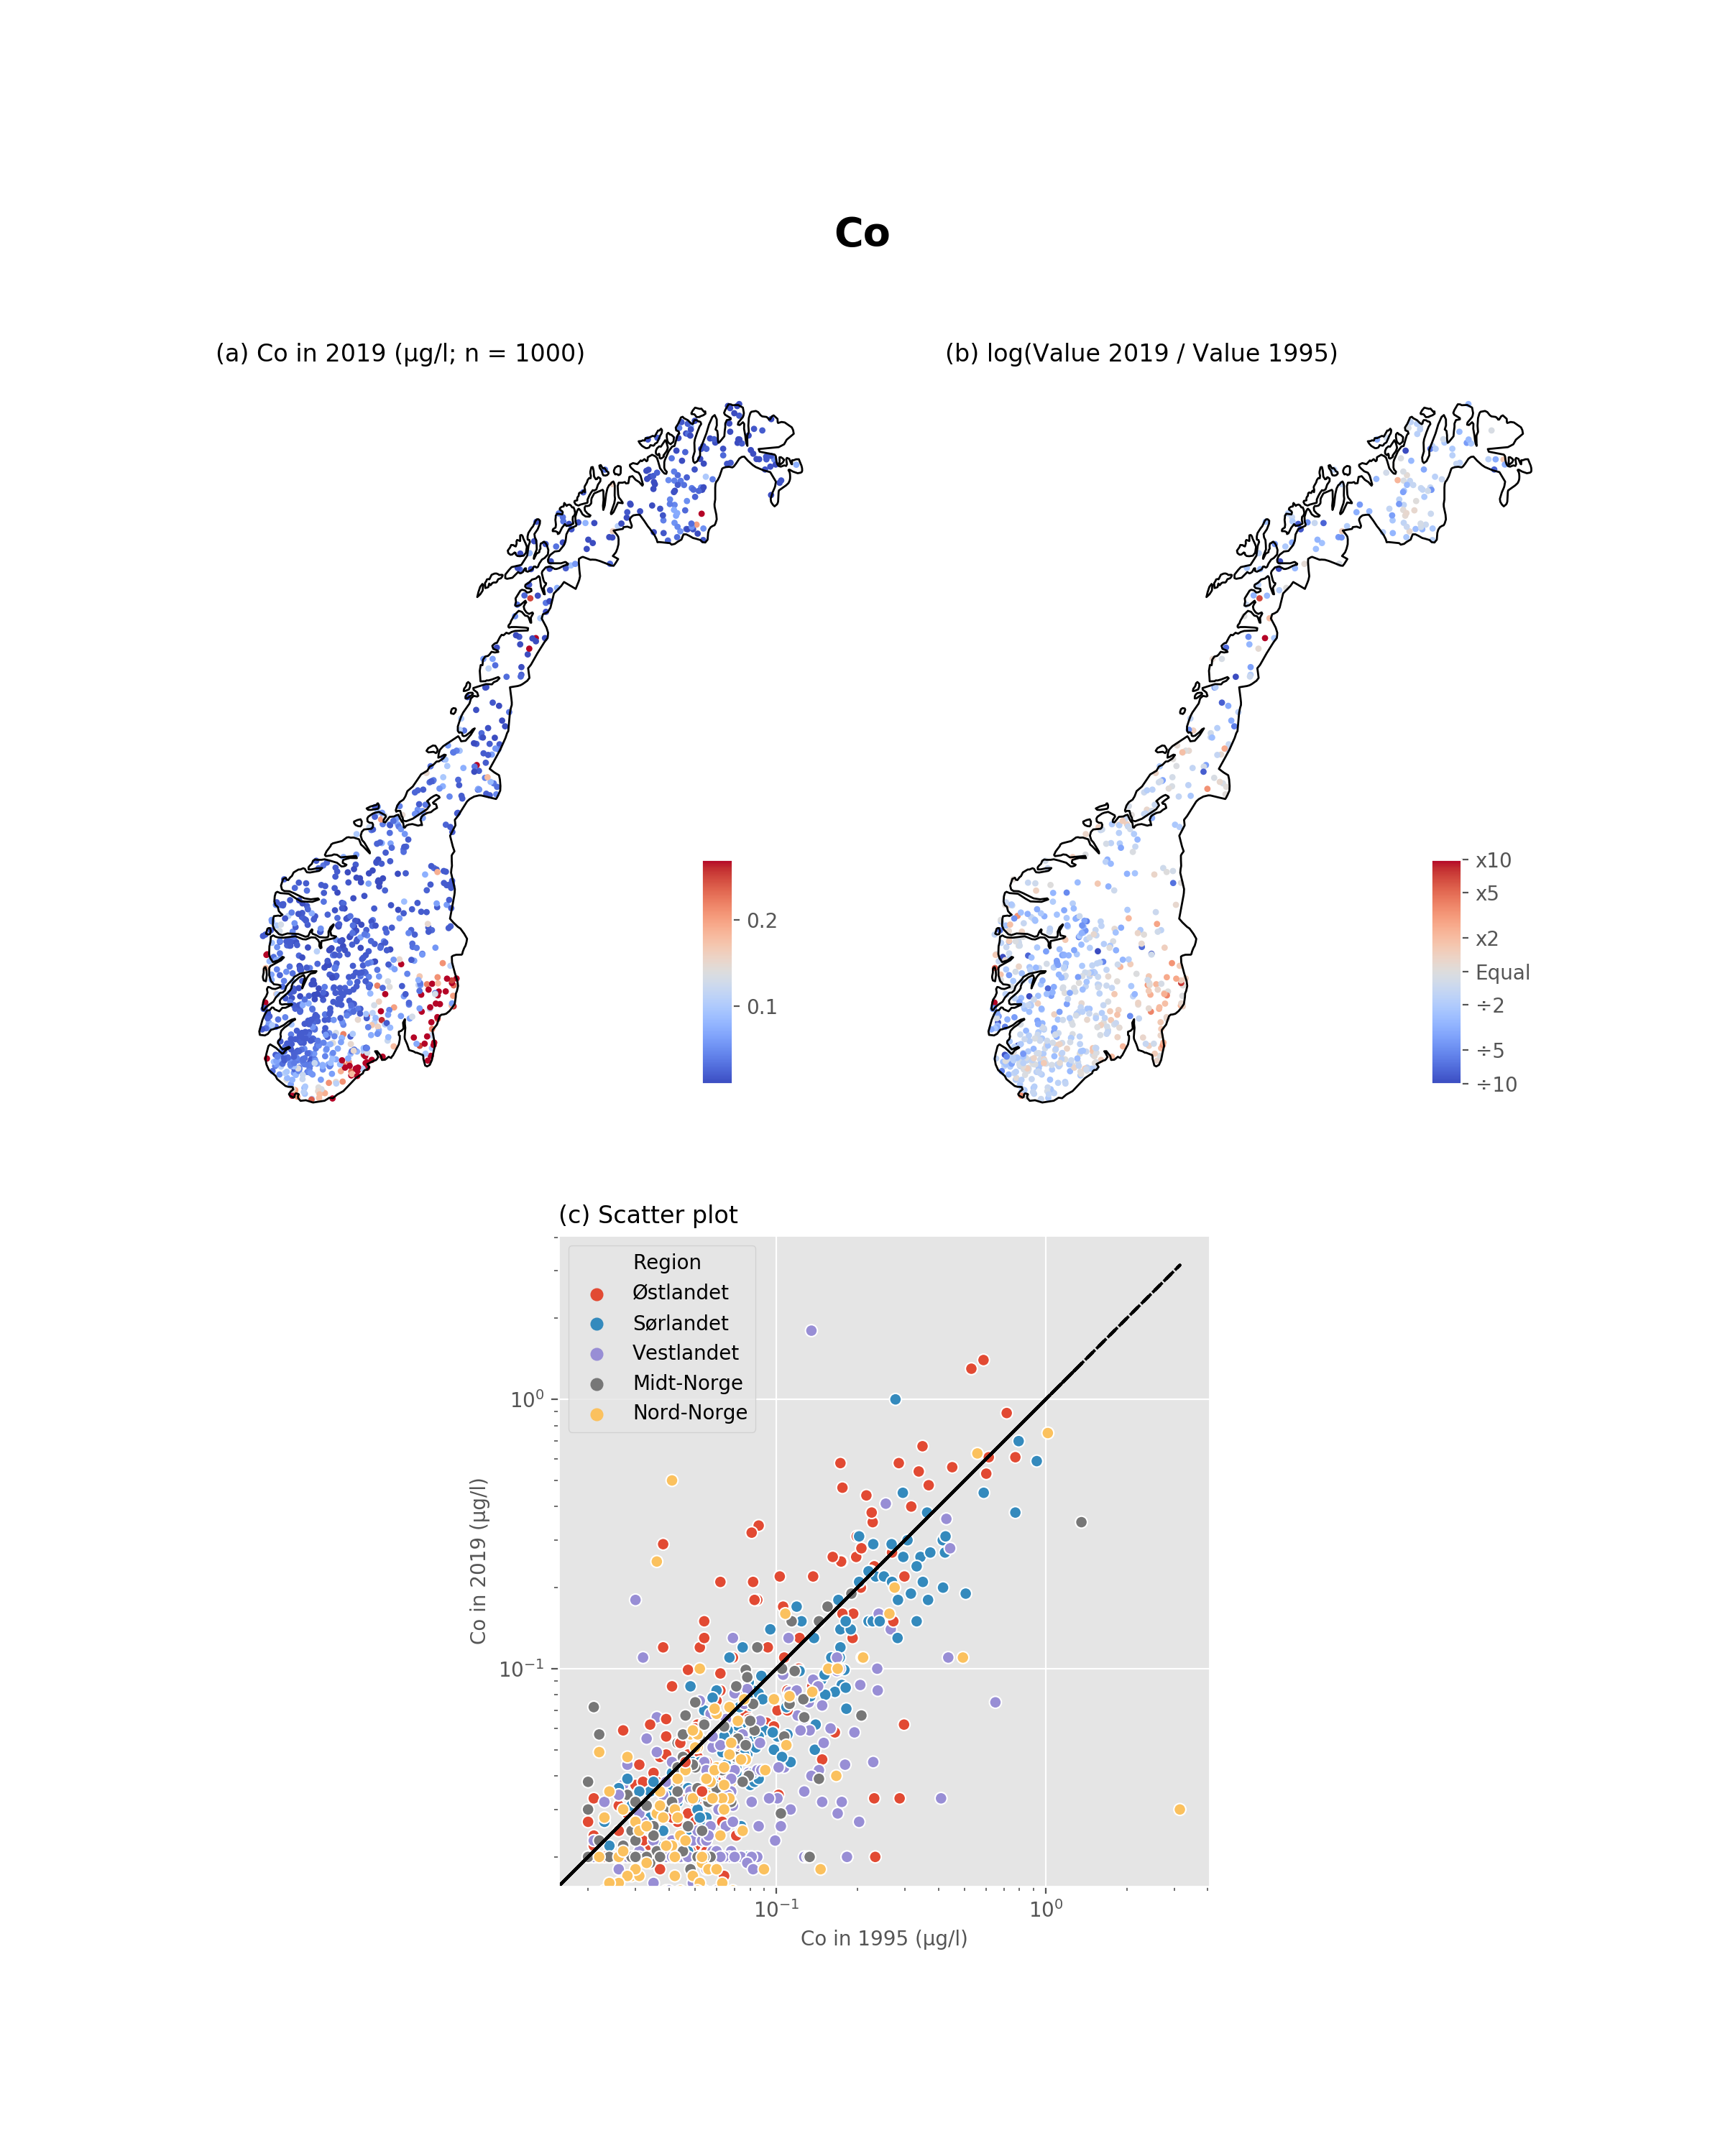 Co
(a) Co in 2019 (µg/l; n = 1000)
(b) log(Value 2019 / Value 1995)
0.2
0.1
x10
x5
x2
Equal
÷2
÷5
÷10
(c) Scatter plot
Region
Østlandet
Sørlandet
Vestlandet
Midt-Norge
Nord-Norge
10⁰
10⁻¹
Co in 2019 (µg/l)
10⁻¹
10⁰
Co in 1995 (µg/l)